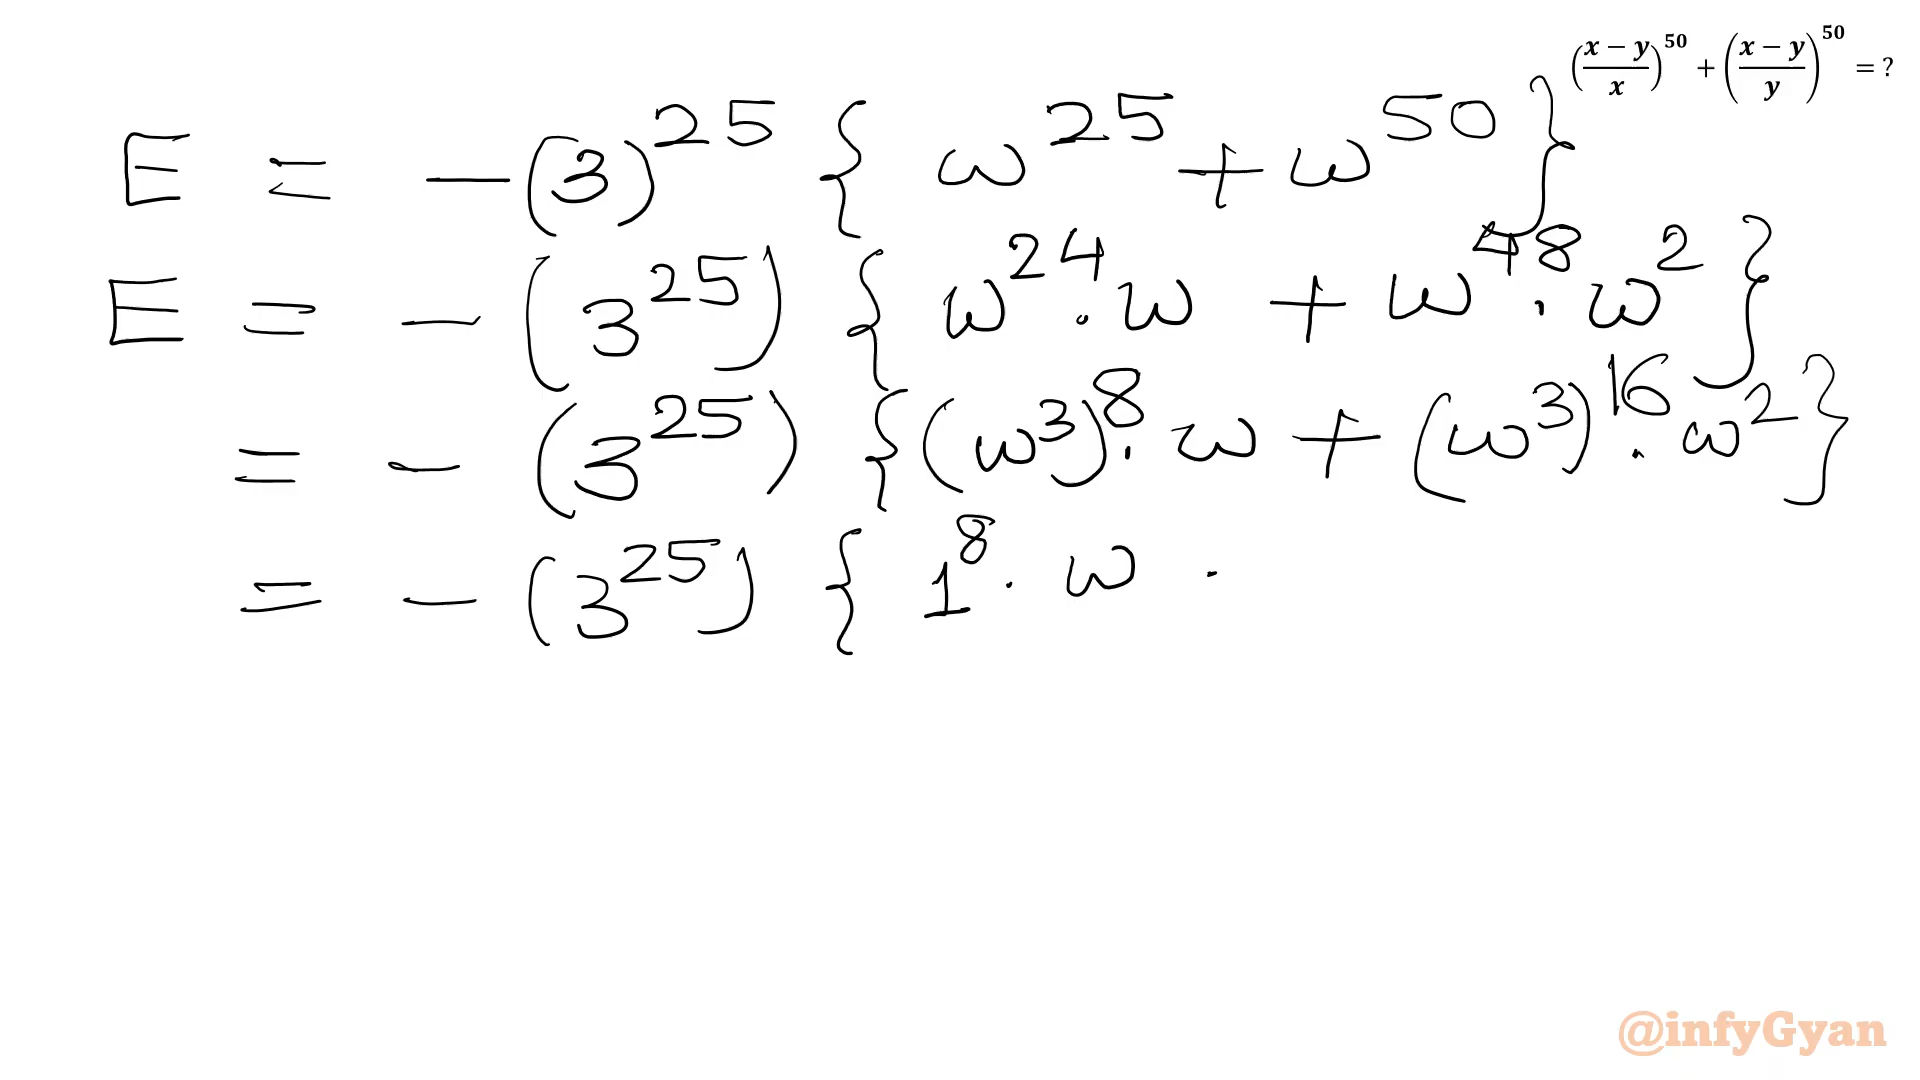 (x − y / x)^50 + (x − y / y)^50 = ?
E = −(3)^25 { ω^25 + ω^50 }
E = −(3^25) { ω^24 . ω + ω^48 . ω^2 }
= −(3^25) { (ω^3)^8 . ω + (ω^3)^16 . ω^2 }
= −(3^25) { 1^8 . ω .
@infyGyan